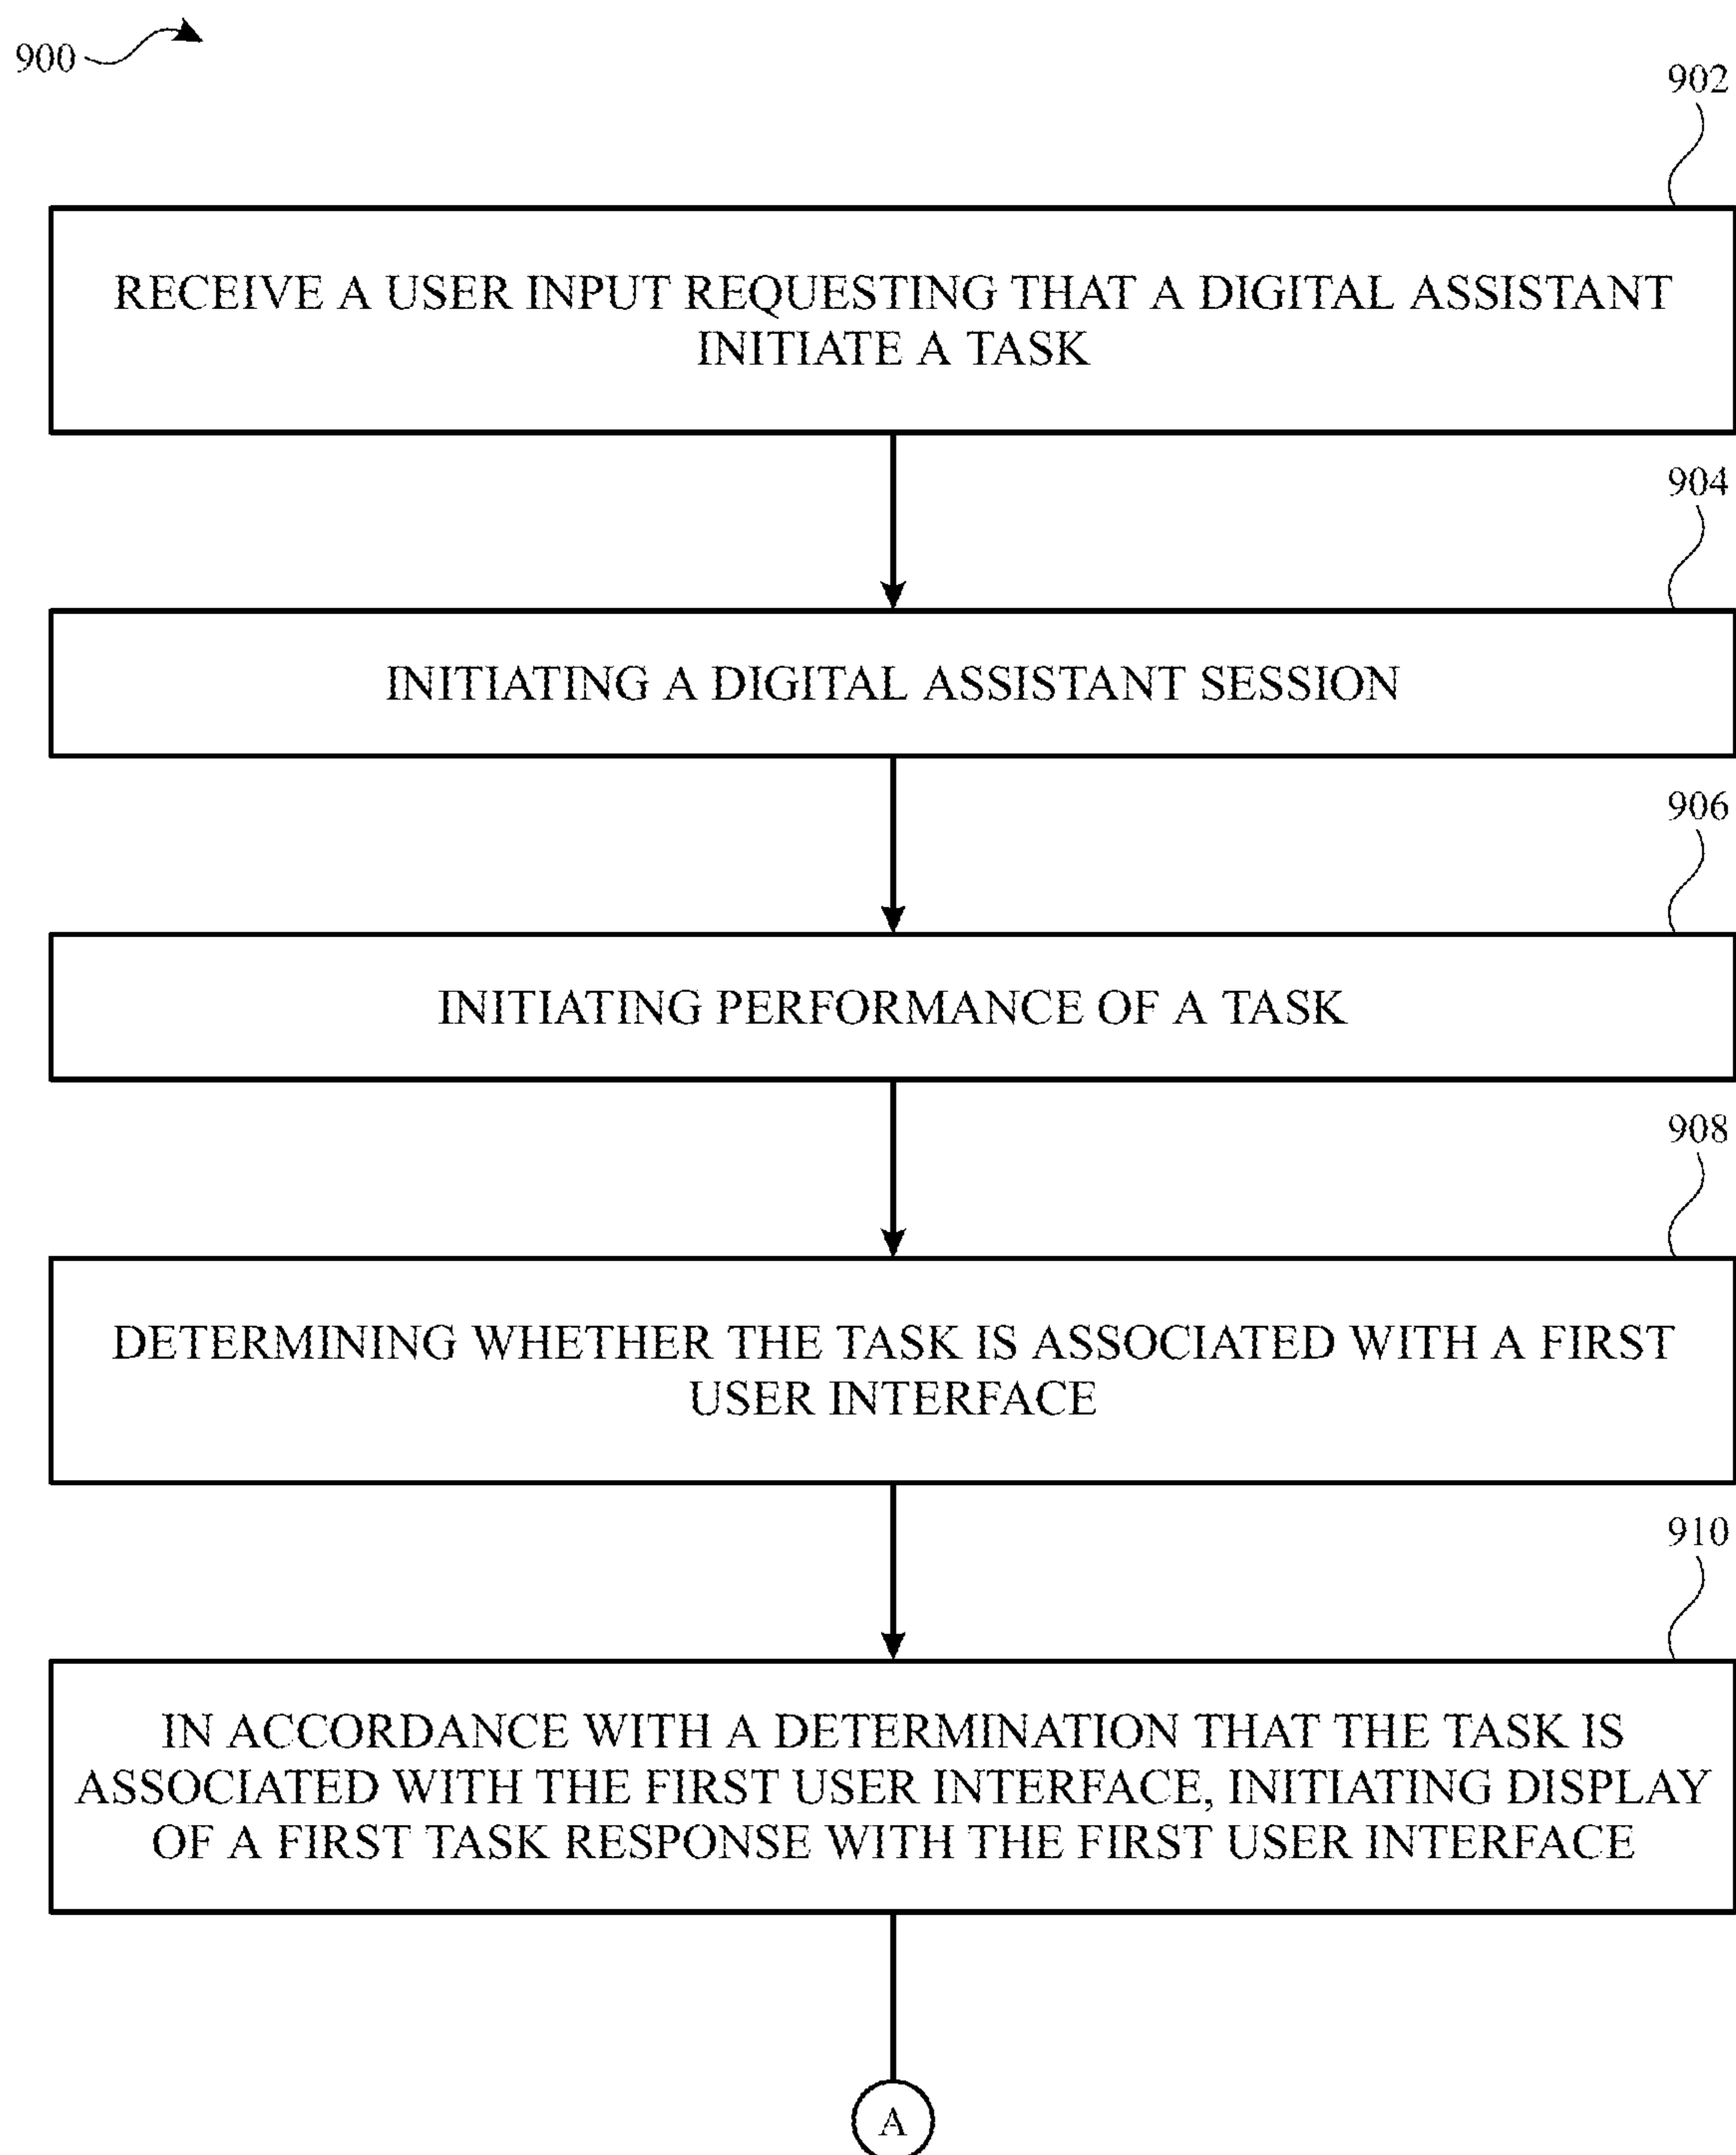 900
902
RECEIVE A USER INPUT REQUESTING THAT A DIGITAL ASSISTANT
INITIATE A TASK
904
INITIATING A DIGITAL ASSISTANT SESSION
906
INITIATING PERFORMANCE OF A TASK
908
DETERMINING WHETHER THE TASK IS ASSOCIATED WITH A FIRST
USER INTERFACE
910
IN ACCORDANCE WITH A DETERMINATION THAT THE TASK IS
ASSOCIATED WITH THE FIRST USER INTERFACE, INITIATING DISPLAY
OF A FIRST TASK RESPONSE WITH THE FIRST USER INTERFACE
A